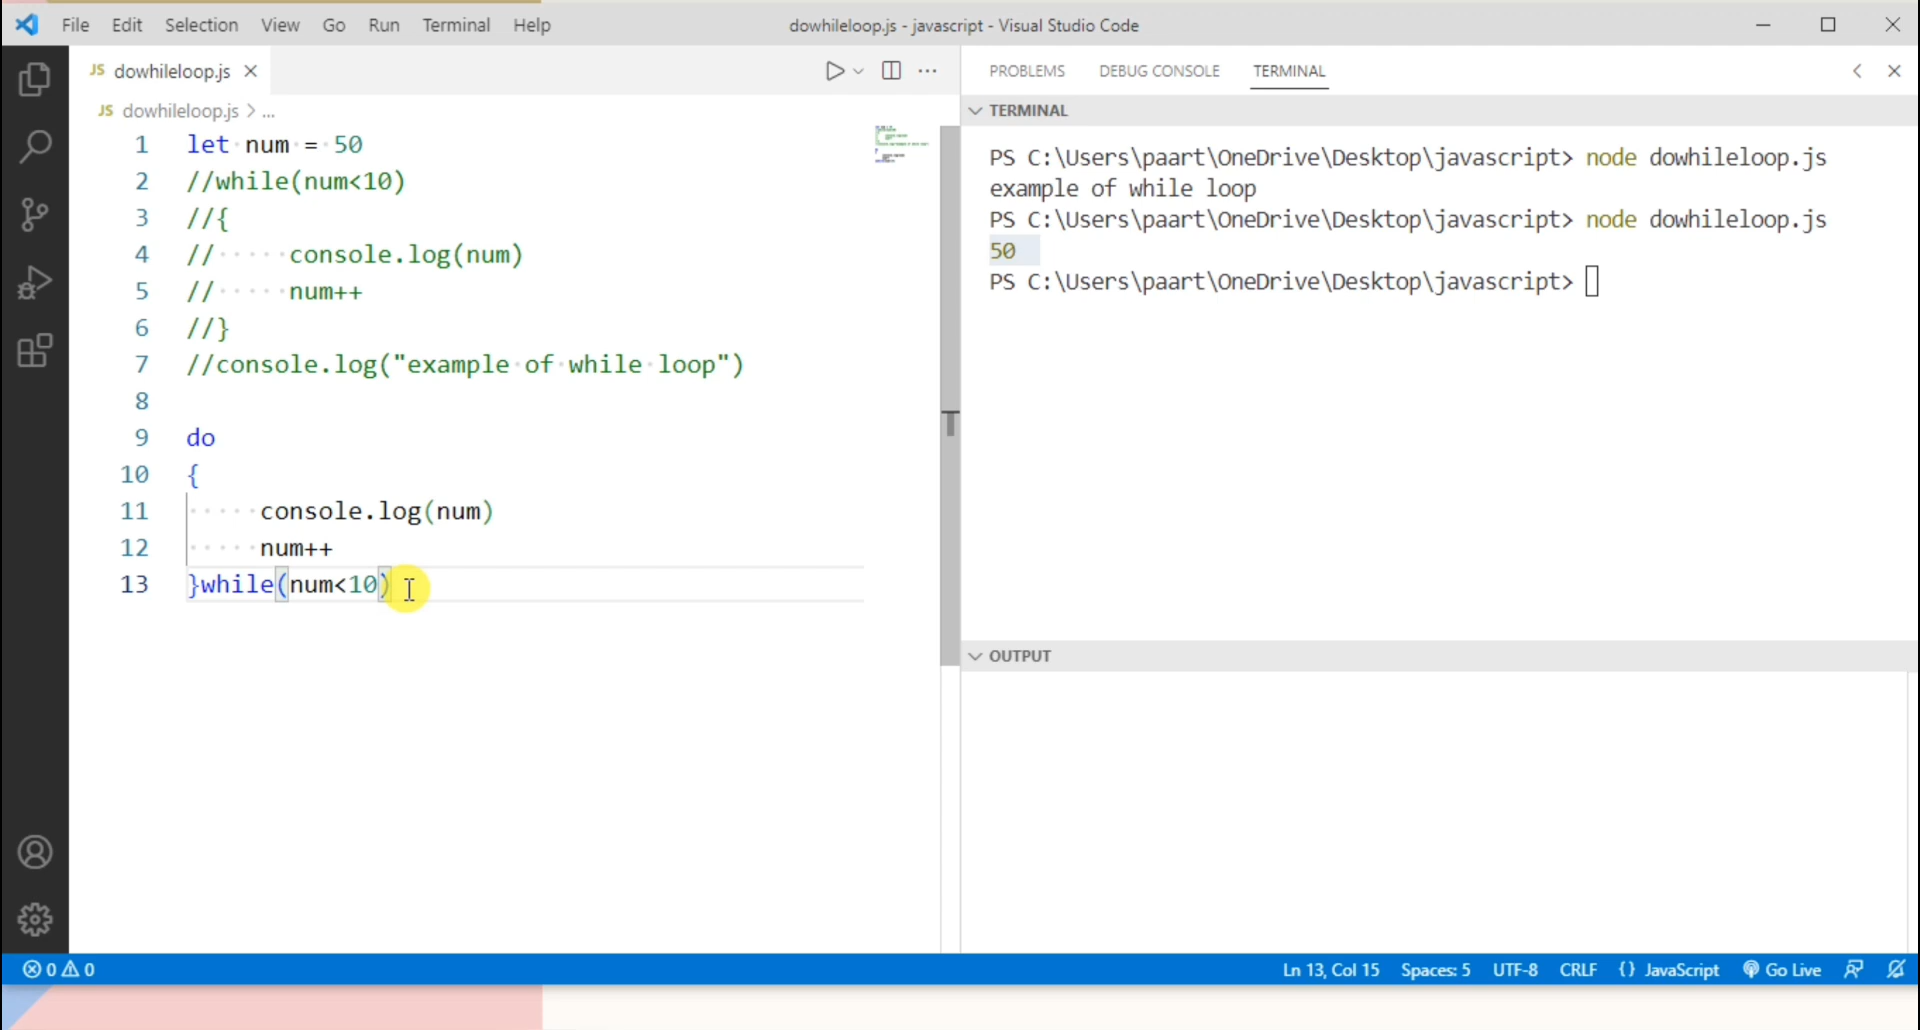 File Edit Selection View Go Run Terminal Help
dowhileloop.js - javascript - Visual Studio Code
JS dowhileloop.js
JS dowhileloop.js > ...
1 let num = 50
2 //while(num<10)
3 //{
4 //     console.log(num)
5 //     num++
6 //}
7 //console.log("example of while loop")
8
9 do
10 {
11      console.log(num)
12      num++
13 }while(num<10)
PROBLEMS DEBUG CONSOLE TERMINAL
TERMINAL
PS C:\Users\paart\OneDrive\Desktop\javascript> node dowhileloop.js
example of while loop
PS C:\Users\paart\OneDrive\Desktop\javascript> node dowhileloop.js
50
PS C:\Users\paart\OneDrive\Desktop\javascript>
OUTPUT
0 0
Ln 13, Col 15 Spaces: 5 UTF-8 CRLF {} JavaScript Go Live